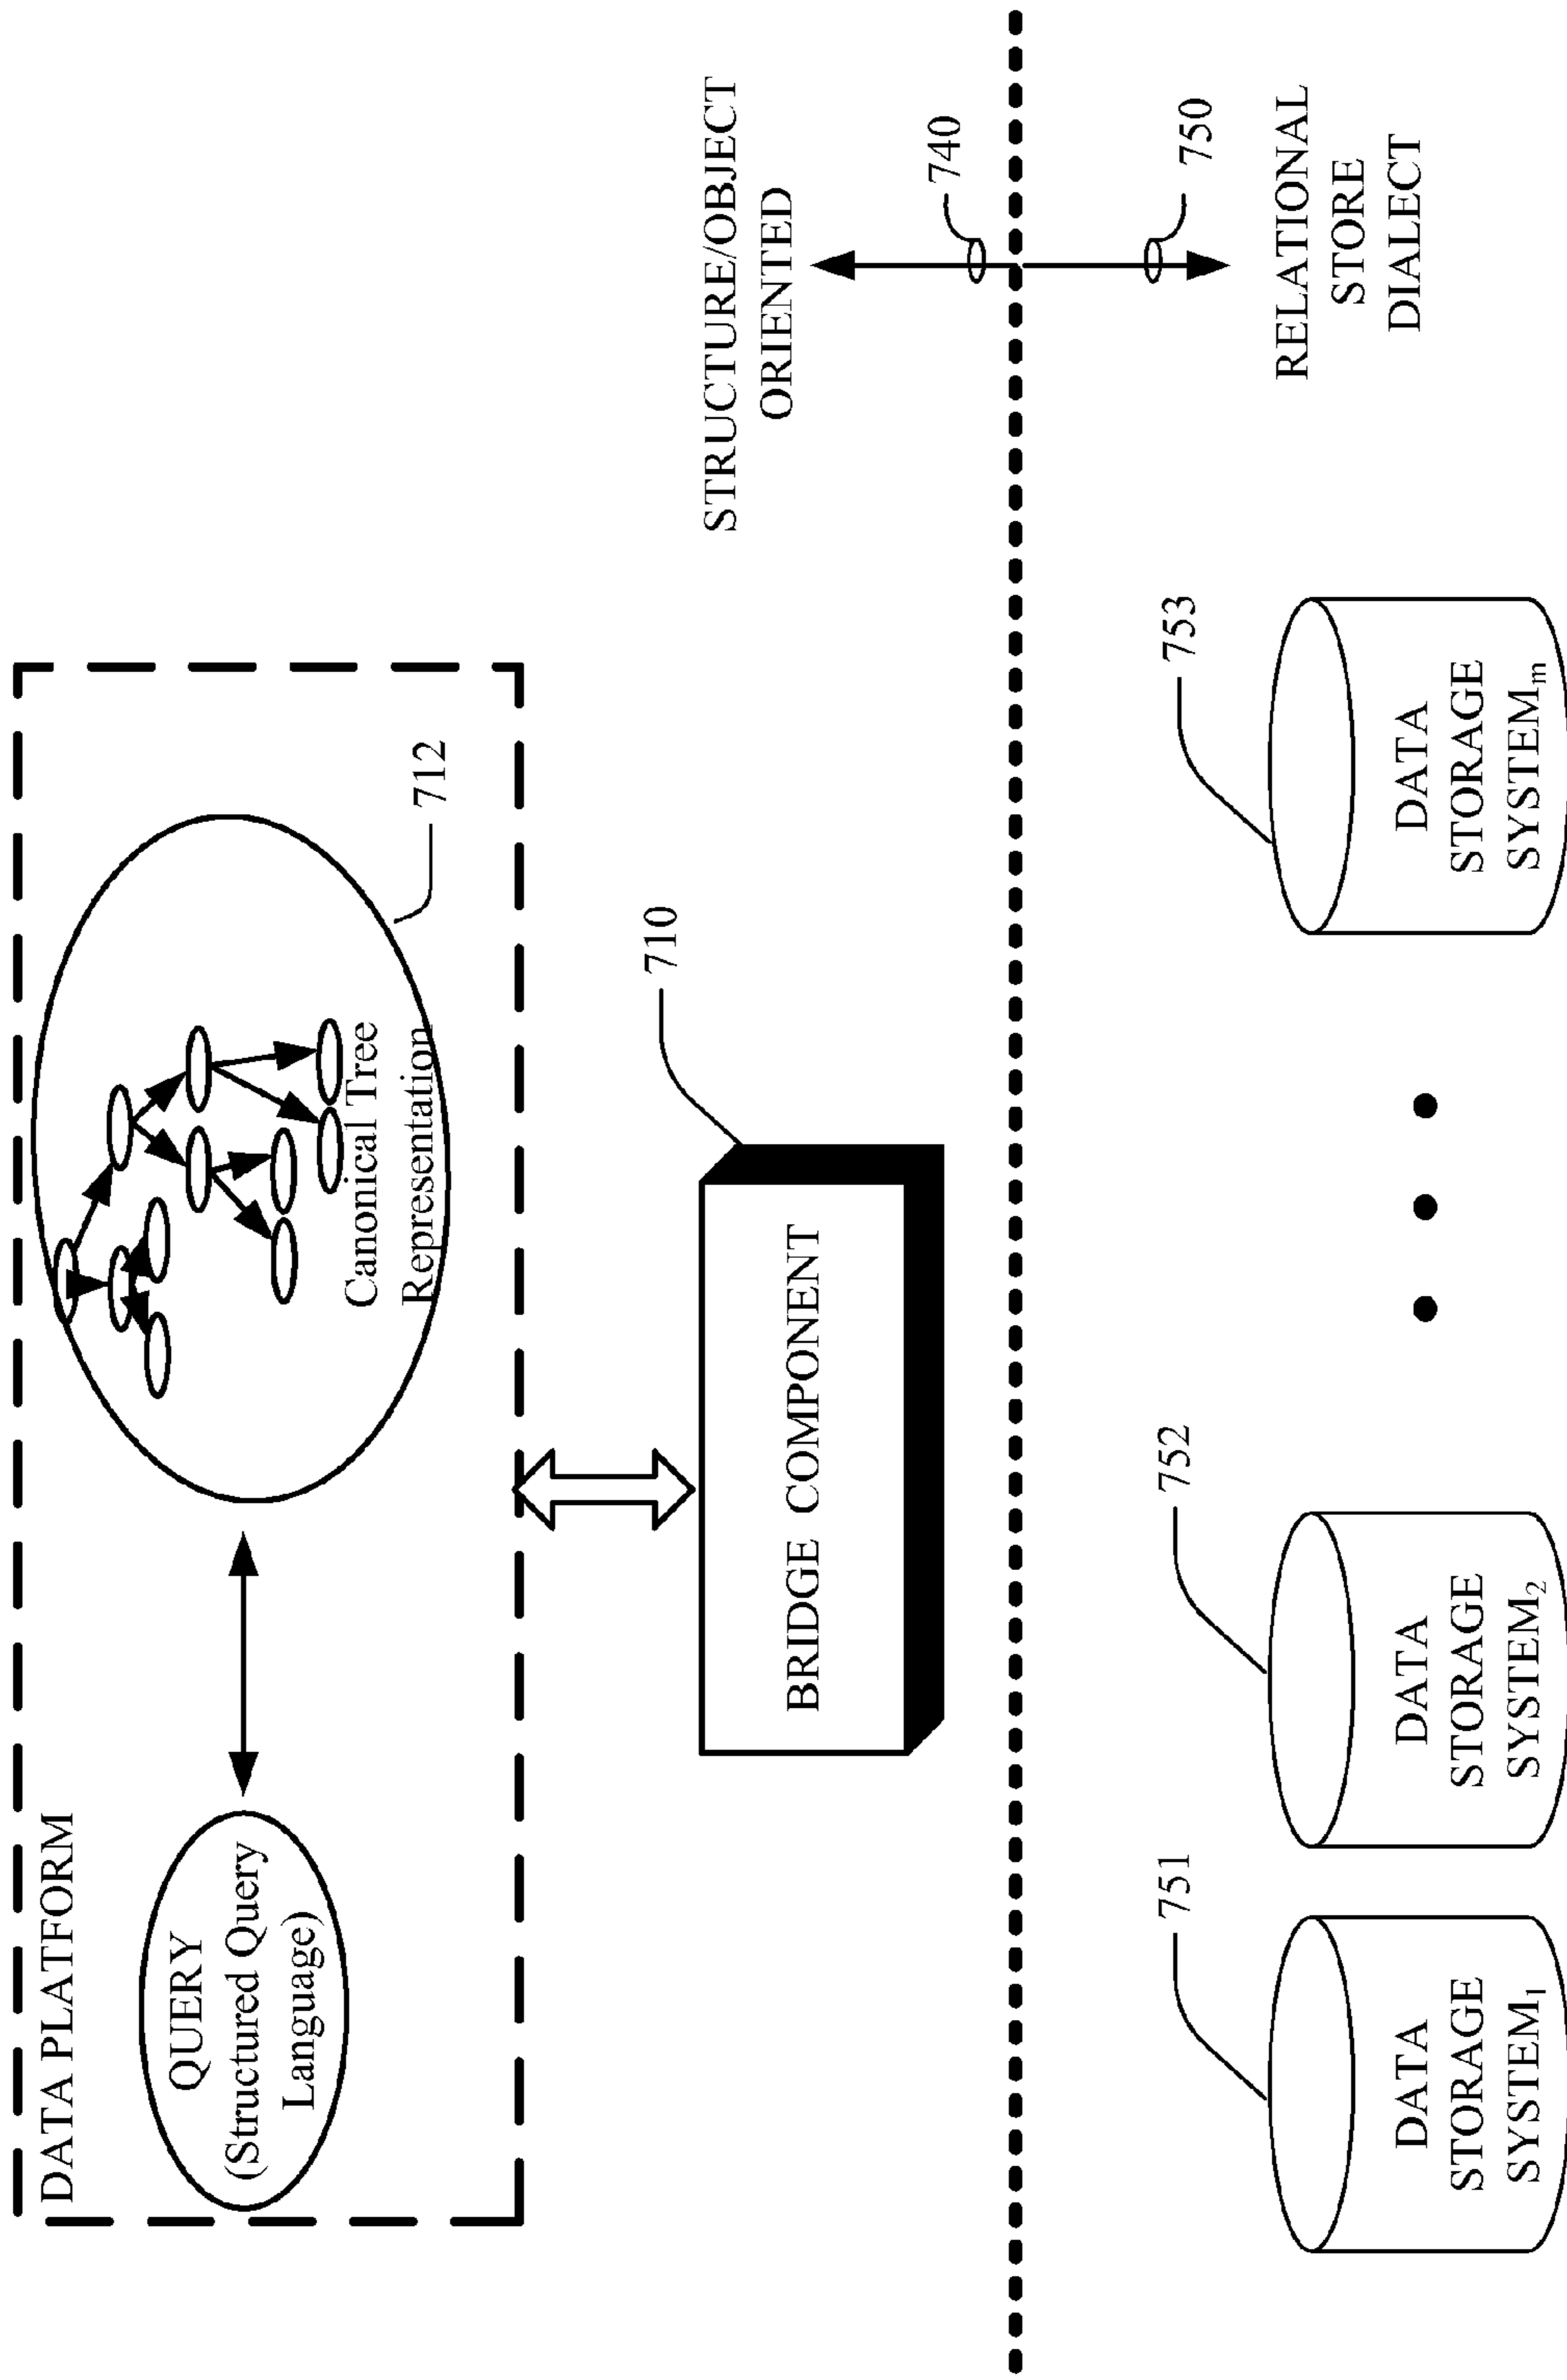 DATA PLATFORM
QUERY
(Structured Query
Language)
Canonical Tree
Representation
712
710
BRIDGE COMPONENT
STRUCTURE/OBJECT
ORIENTED
740
750
RELATIONAL
STORE
DIALECT
751
DATA
STORAGE
SYSTEM1
752
DATA
STORAGE
SYSTEM2
753
DATA
STORAGE
SYSTEMm